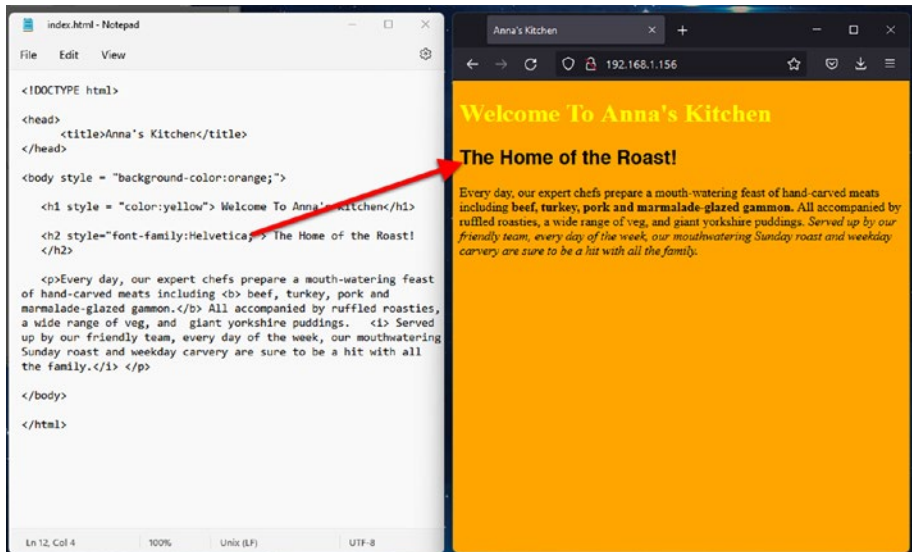 index.html - Notepad
File Edit View
<!DOCTYPE html>
<head>
<title>Anna's Kitchen</title>
</head>
<body style = "background-color:orange;">
<h1 style = "color:yellow"> Welcome To Anna's Kitchen</h1>
<h2 style="font-family:Helvetica;"> The Home of the Roast!
</h2>
<p>Every day, our expert chefs prepare a mouth-watering feast
of hand-carved meats including <b> beef, turkey, pork and
marmalade-glazed gammon.</b> All accompanied by ruffled roasties,
a wide range of veg, and  giant yorkshire puddings.   <i> Served
up by our friendly team, every day of the week, our mouthwatering
Sunday roast and weekday carvery are sure to be a hit with all
the family.</i> </p>
</body>
</html>
Ln 12, Col 4 100% Unix (LF) UTF-8
Anna's Kitchen
192.168.1.156
Welcome To Anna's Kitchen
The Home of the Roast!
Every day, our expert chefs prepare a mouth-watering feast of hand-carved meats
including beef, turkey, pork and marmalade-glazed gammon. All accompanied by
ruffled roasties, a wide range of veg, and giant yorkshire puddings. Served up by our
friendly team, every day of the week, our mouthwatering Sunday roast and weekday
carvery are sure to be a hit with all the family.